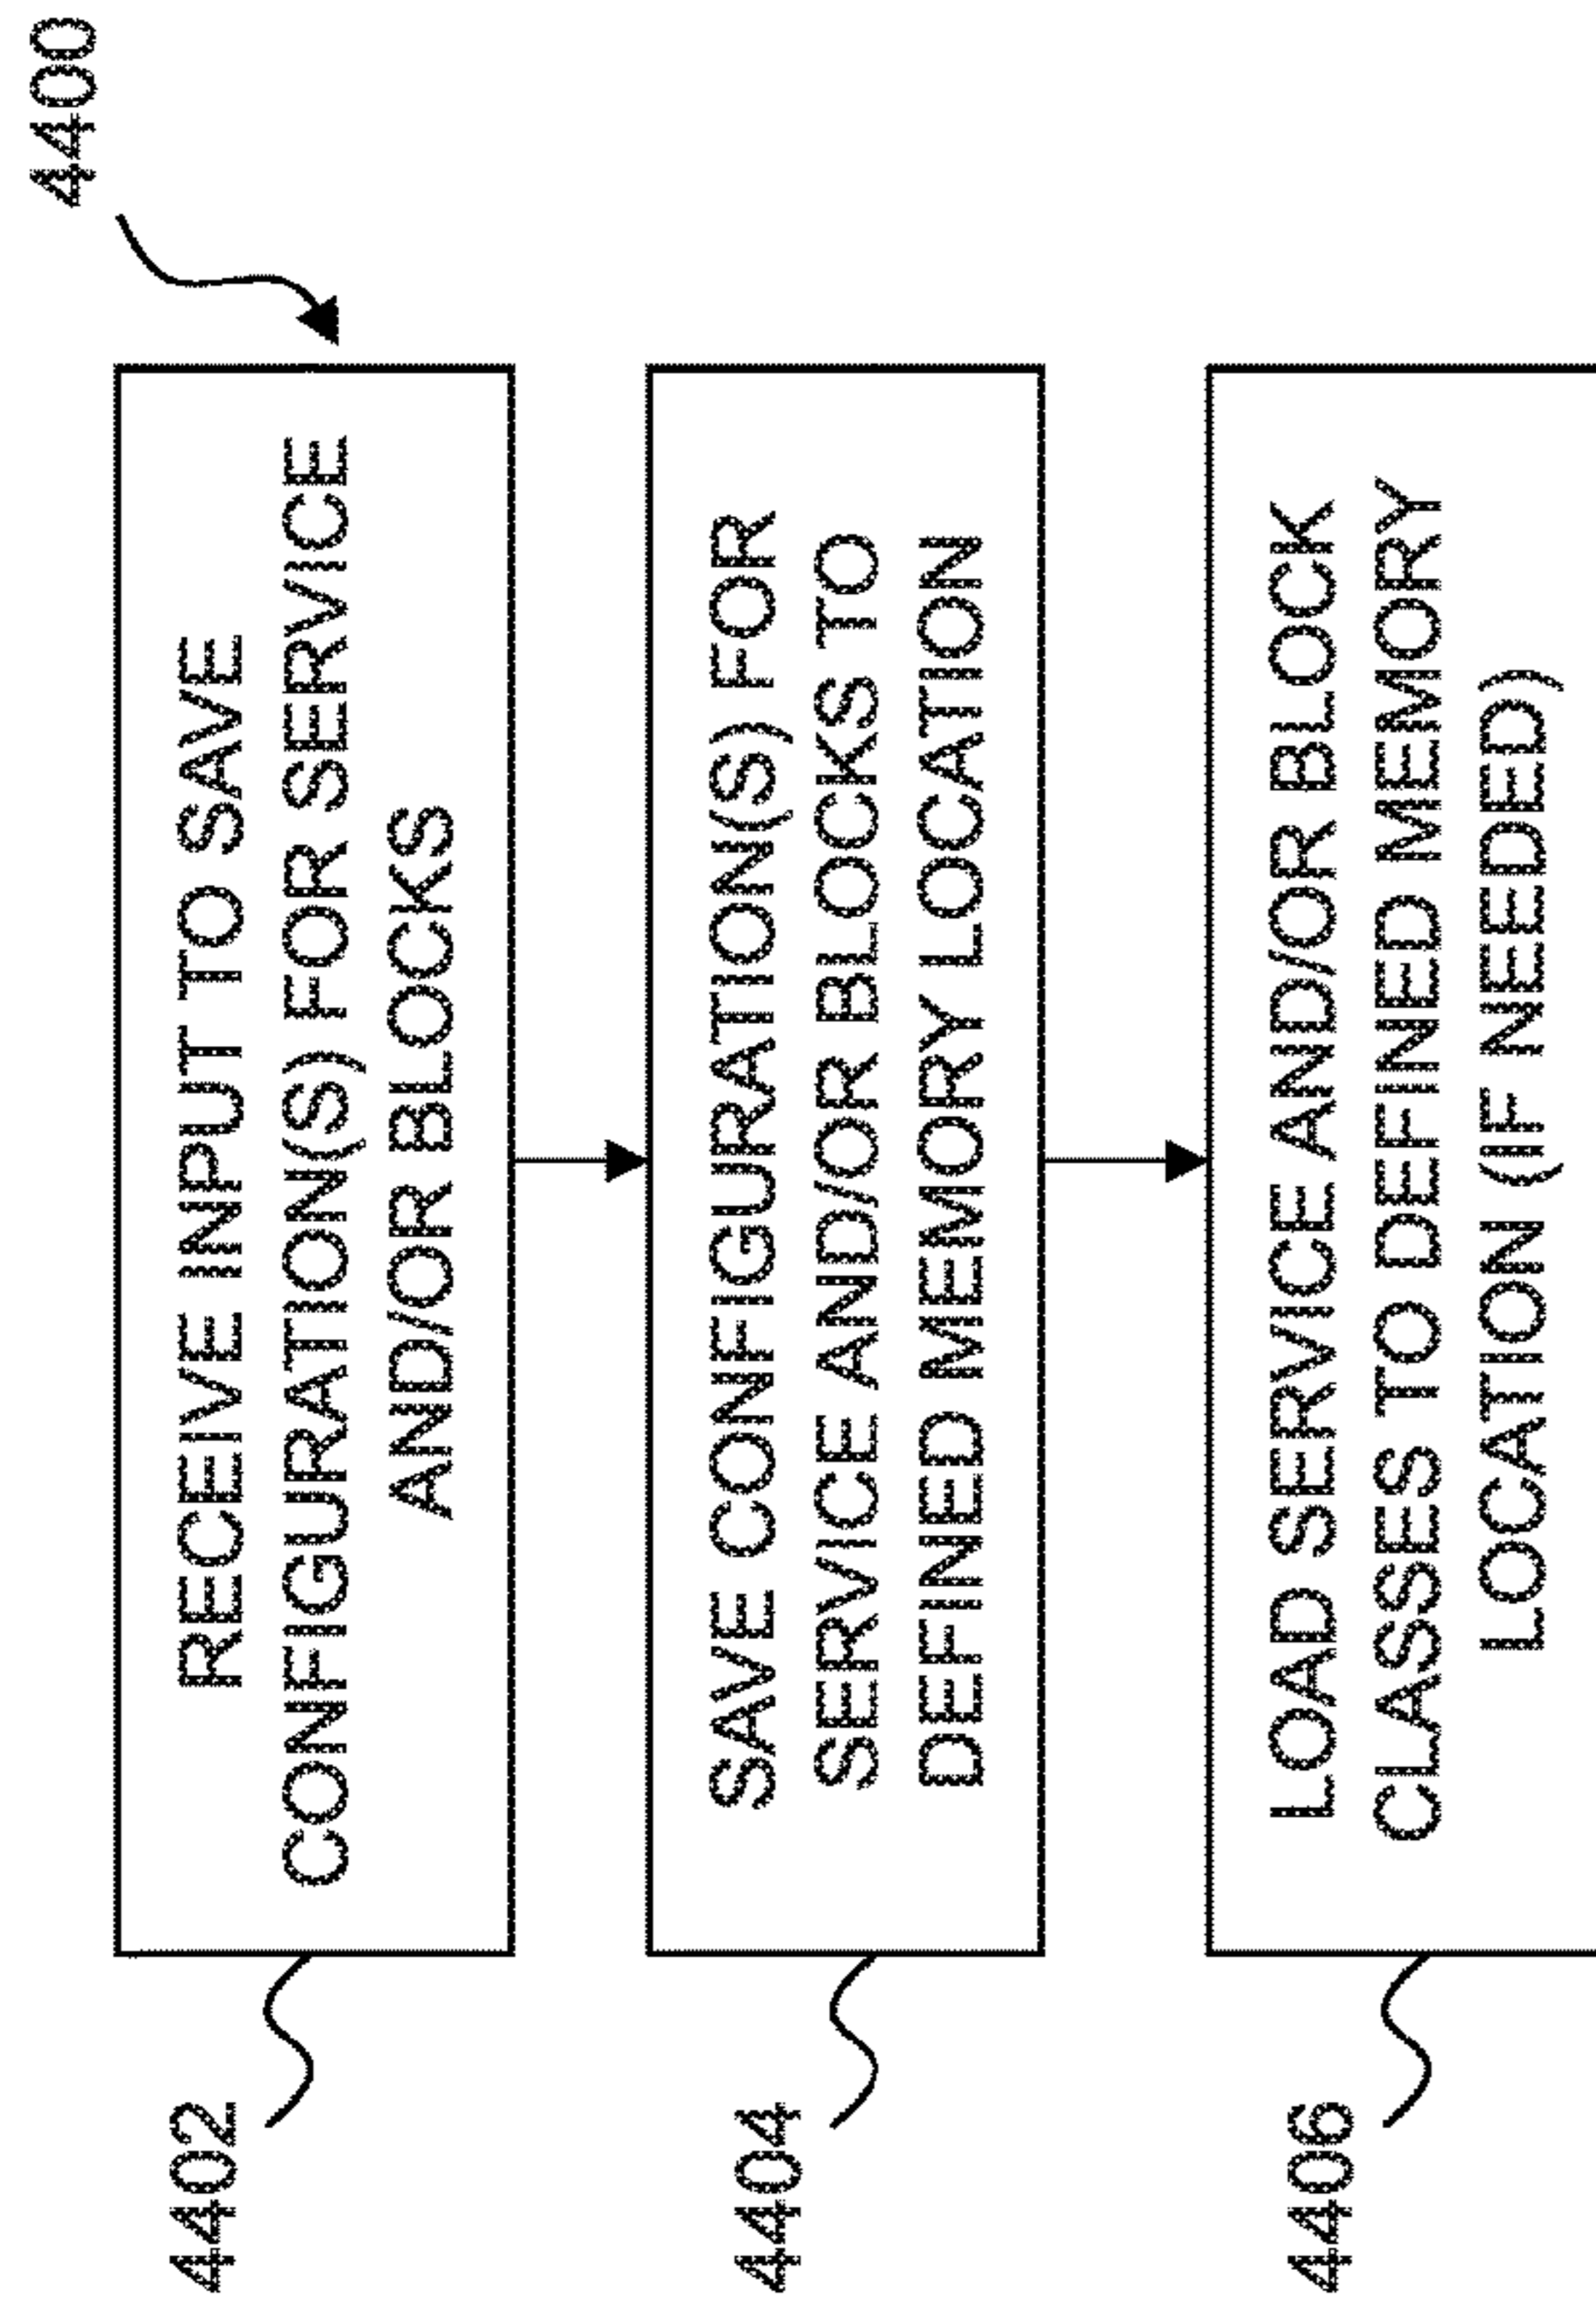 4400
4402
RECEIVE INPUT TO SAVE
CONFIGURATION(S) FOR SERVICE
AND/OR BLOCKS
4404
SAVE CONFIGURATION(S) FOR
SERVICE AND/OR BLOCKS TO
DEFINED MEMORY LOCATION
4406
LOAD SERVICE AND/OR BLOCK
CLASSES TO DEFINED MEMORY
LOCATION (IF NEEDED)